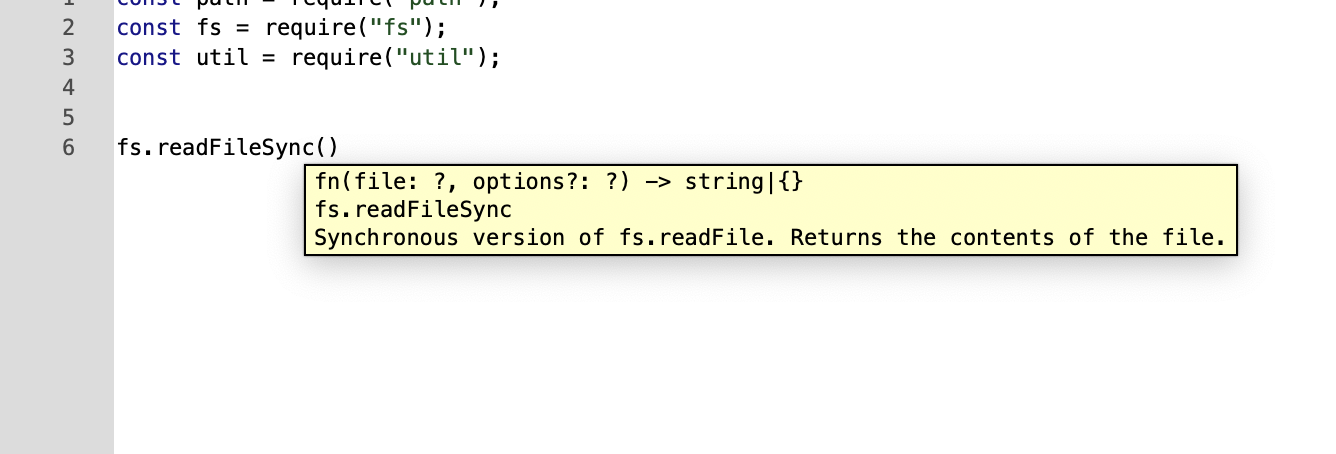 1 const path = require("path");
2 const fs = require("fs");
3 const util = require("util");
4
5
6 fs.readFileSync()
fn(file: ?, options?: ?) -> string|{}
fs.readFileSync
Synchronous version of fs.readFile. Returns the contents of the file.